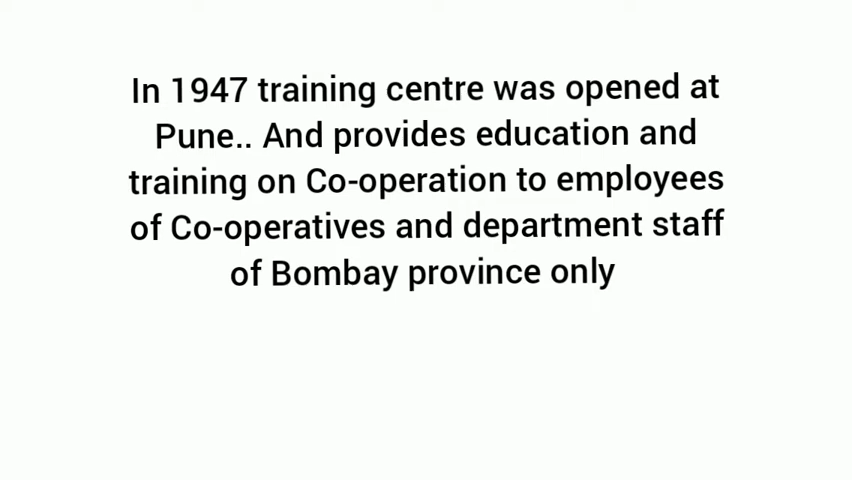 In 1947 training centre was opened at
Pune.. And provides education and
training on Co-operation to employees
of Co-operatives and department staff
of Bombay province only